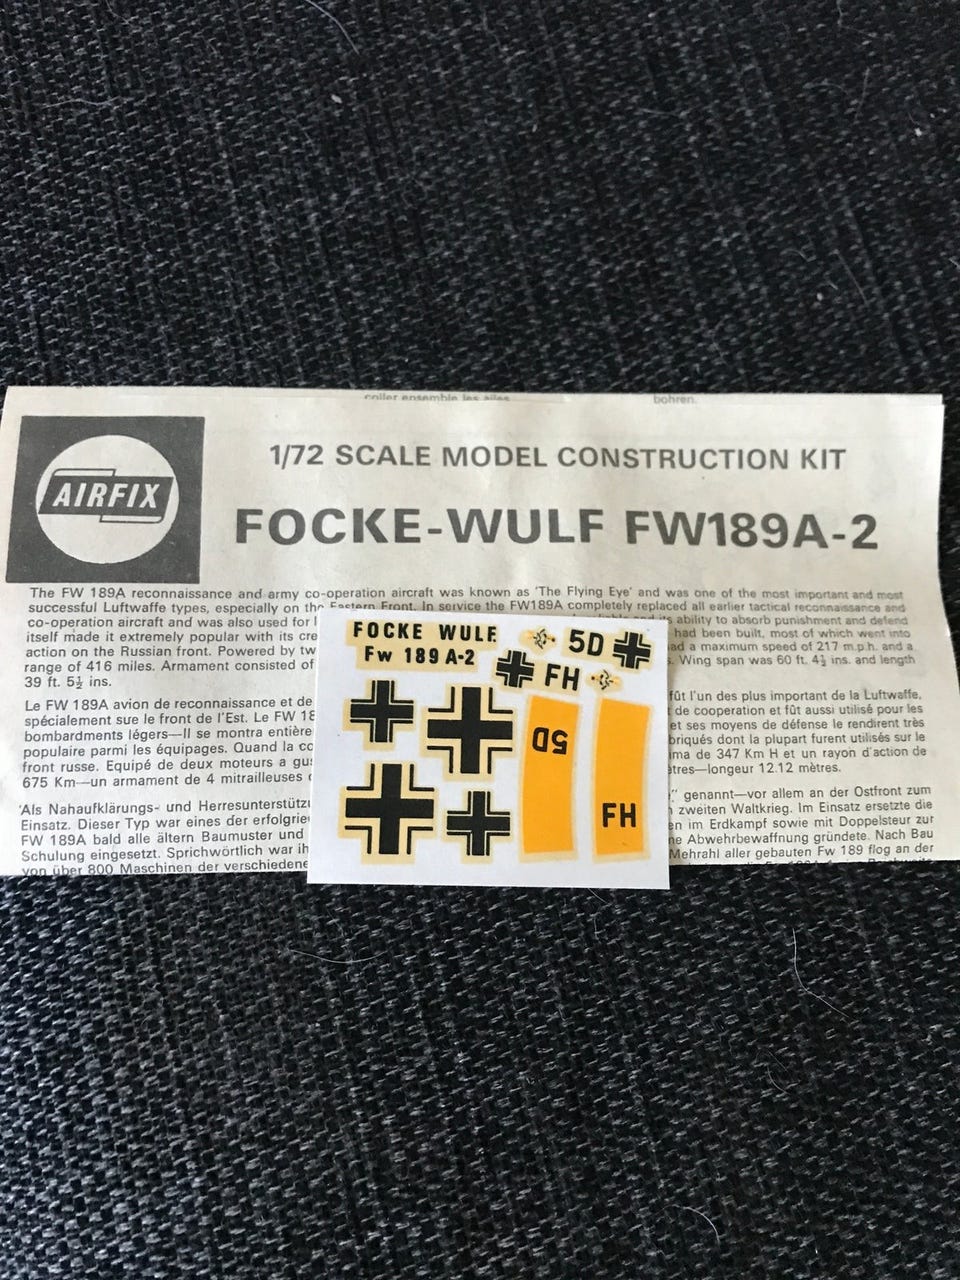 coller ensemble les ailes
bohren.
AIRFIX
1/72 SCALE MODEL CONSTRUCTION KIT
FOCKE-WULF FW189A-2
The FW 189A reconnaissance and army co-operation aircraft was known as 'The Flying Eye' and was one of the most important and most
successful Luftwaffe types, especially on the Eastern Front. In service the FW189A completely replaced all earlier tactical reconnaissance and
co-operation aircraft and was also used for its ability to absorb punishment and defend
itself made it extremely popular with its had been built, most of which went into
action on the Russian front. Powered by a maximum speed of 217 m.p.h. and a
range of 416 miles. Armament consisted of Wing span was 60 ft. 4½ ins. and length
39 ft. 5½ ins.
Le FW 189A avion de reconnaissance et fût l'un des plus important de la Luftwaffe,
spécialement sue le front de l'Est. Le FW de cooperation et fût aussi utilisé pour les
bombardments légers—Il se montra et ses moyens de défense le rendirent très
populaire parmi les équipages. Quand la dont la plupart furent utilisés sur le
front russe. Equipé de deux moteurs a de 347 Km H et un rayon d'action de
675 Km—un armament de 4 mitrailleuses longeur 12.12 mètres.
'Als Nahaufklärungs- und genannt—vor allem an der Ostfront zum
Einsatz. Dieser Typ war eines der zweiten Waltkrieg. Im Einsatz ersetzte die
FW 189A bald alle ältern Baumuster und im Erdkampf sowie mit Doppelsteur zur
Schulung eingesetzt. Sprichwörtlich war Abwehrbewaffnung gründete. Nach Bau
von über 800 Maschinen der aller gebauten Fw 189 flog an der
FOCKE WULF
Fw 189 A-2
5D
FH
5D
FH